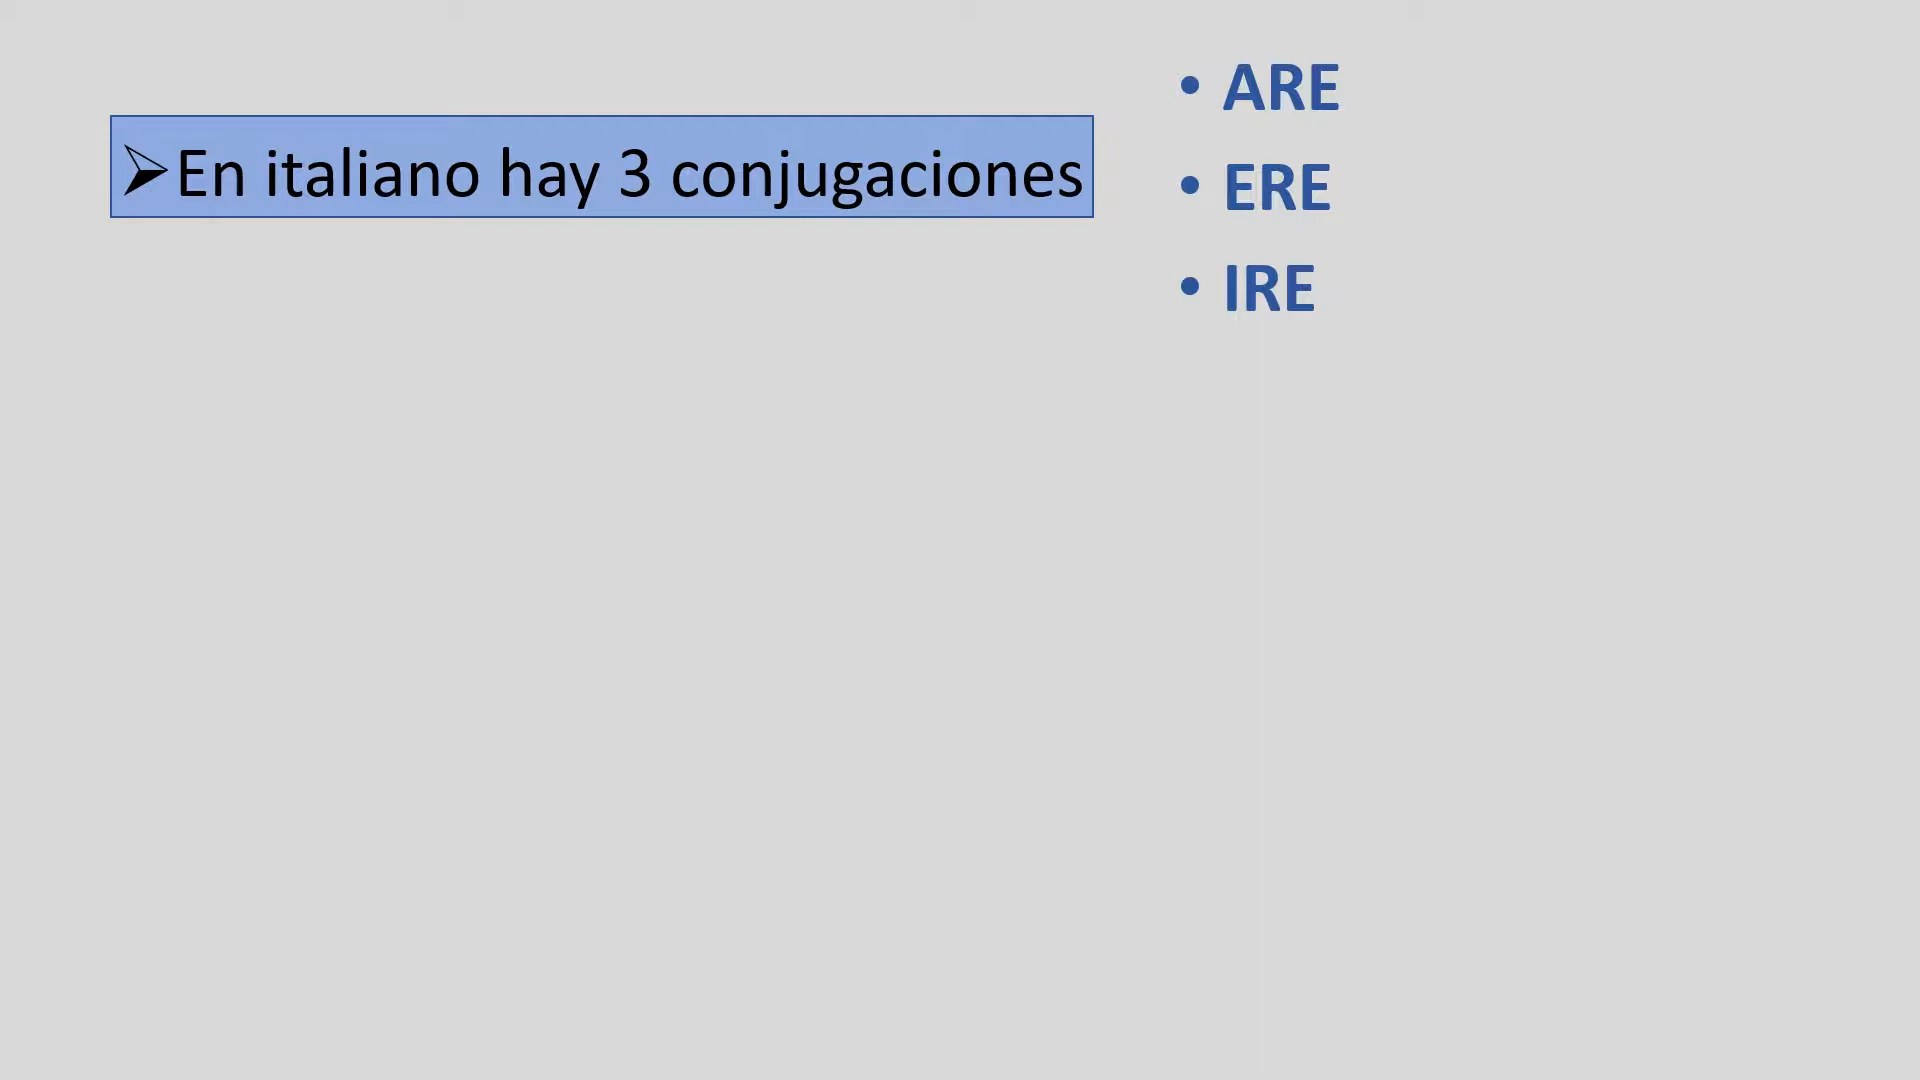 ➢En italiano hay 3 conjugaciones
• ARE
• ERE
• IRE